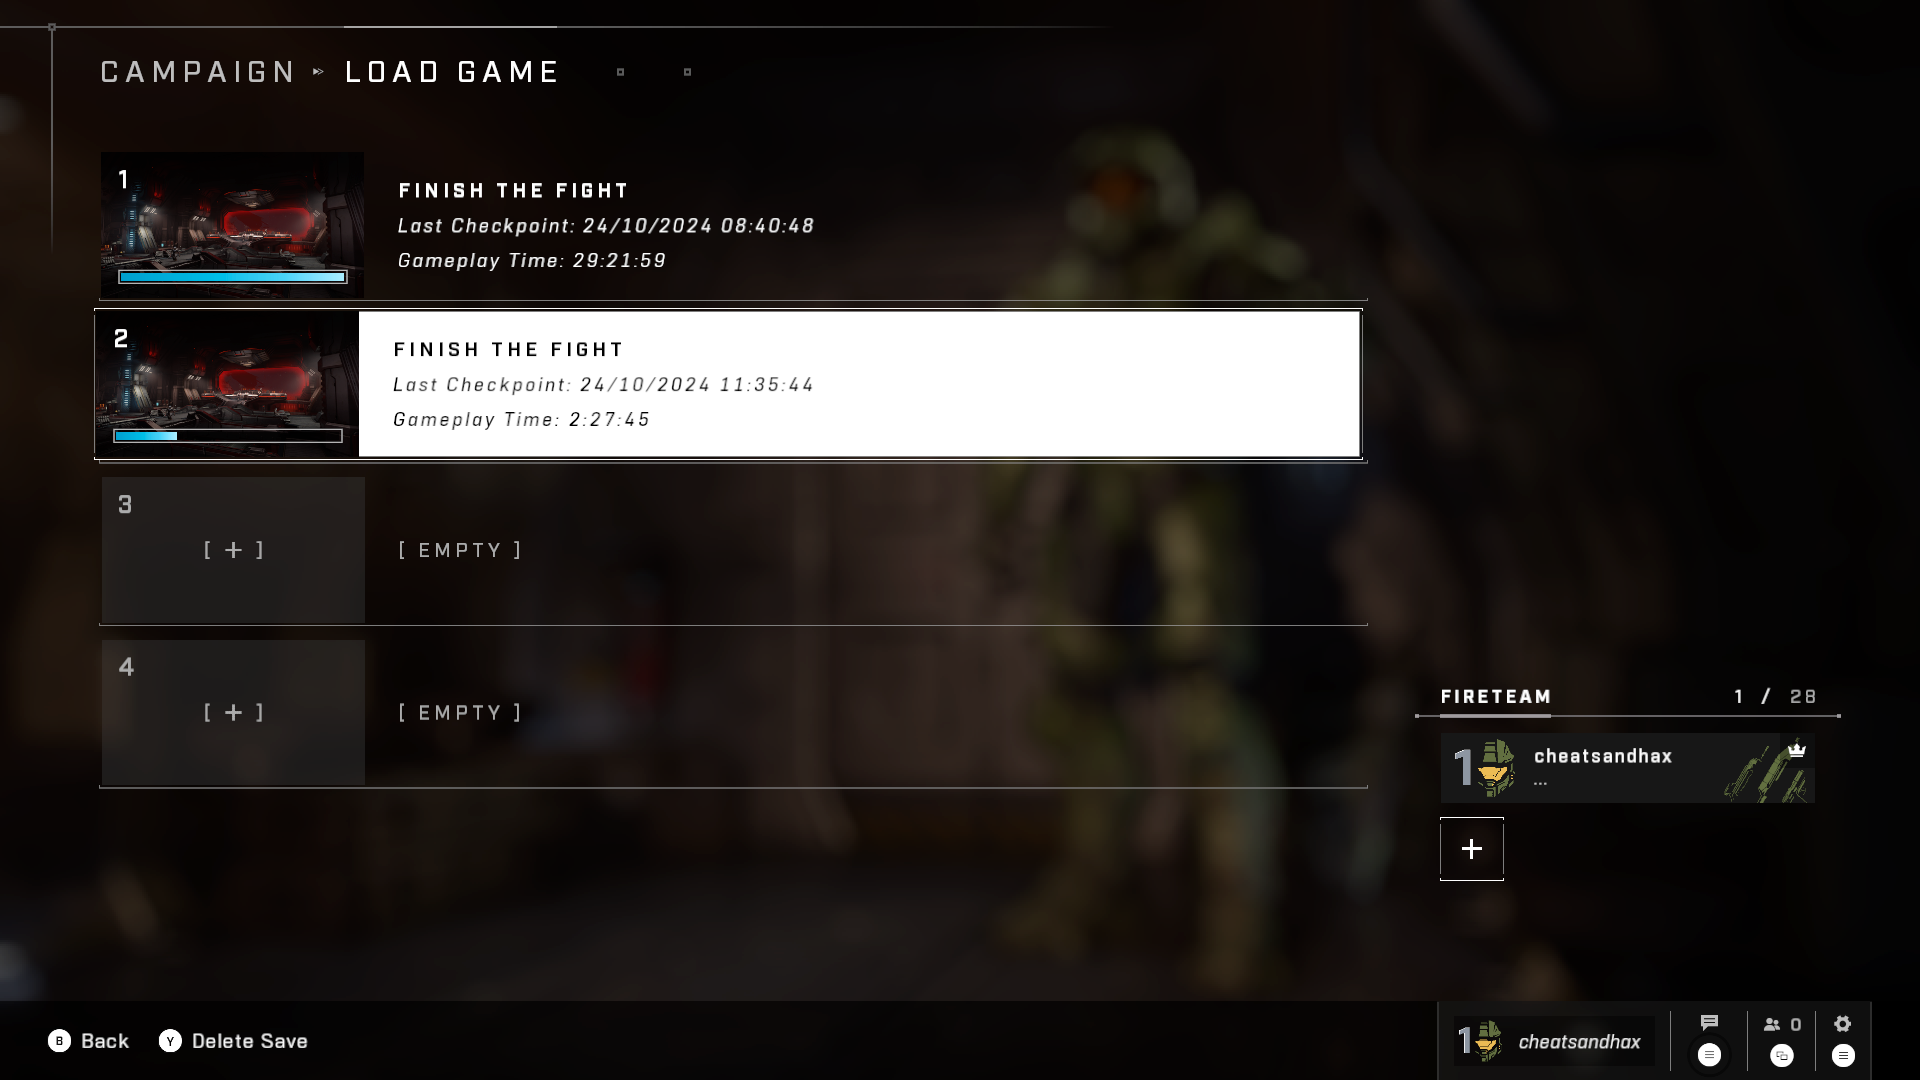 CAMPAIGN LOAD GAME
1
FINISH THE FIGHT
Last Checkpoint: 24/10/2024 08:40:48
Gameplay Time: 29:21:59
2
FINISH THE FIGHT
Last Checkpoint: 24/10/2024 11:35:44
Gameplay Time: 2:27:45
3
[ + ] [ EMPTY ]
4
[ + ] [ EMPTY ]
FIRETEAM 1 / 28
1 cheatsandhax
...
+
B Back Y Delete Save
1 cheatsandhax 0